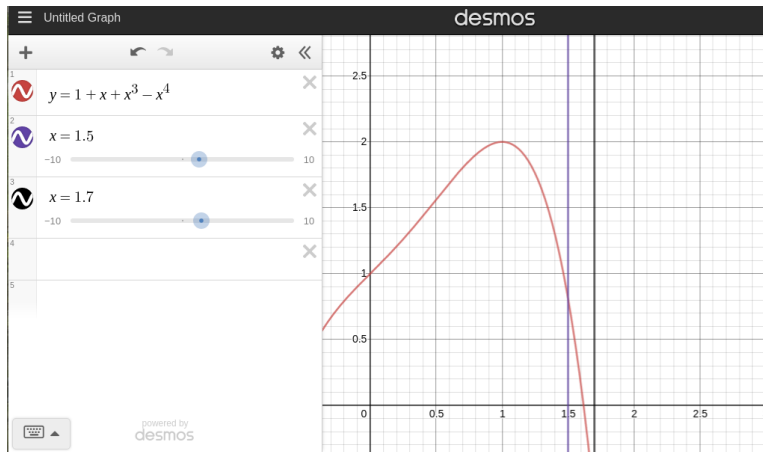 Untitled Graph
desmos
1
y = 1 + x + x³ − x⁴
2
x = 1.5
−10 10
3
x = 1.7
−10 10
4
5
powered by
desmos
2.5
2
1.5
1
0.5
0 0.5 1 1.5 2 2.5